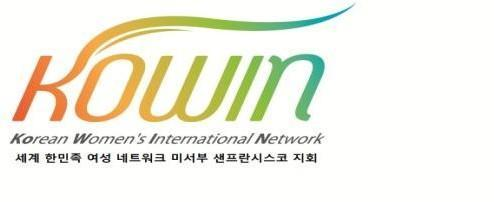 KOWIN
Korean Women's International Network
세계 한민족 여성 네트워크 미서부 샌프란시스코 지회